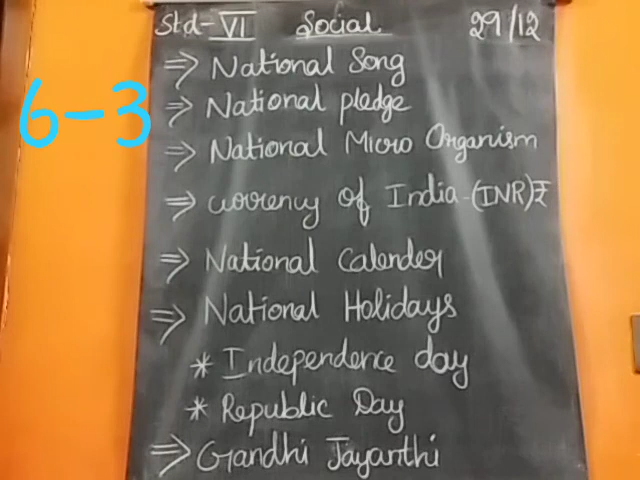 Std-VI Social 29/12
⇒ National Song
6-3
⇒ National pledge
⇒ National Micro Organism
⇒ currency of India-(INR)₹
⇒ National Calender
⇒ National Holidays
* Independence day
* Republic Day
⇒ Gandhi Jayanthi